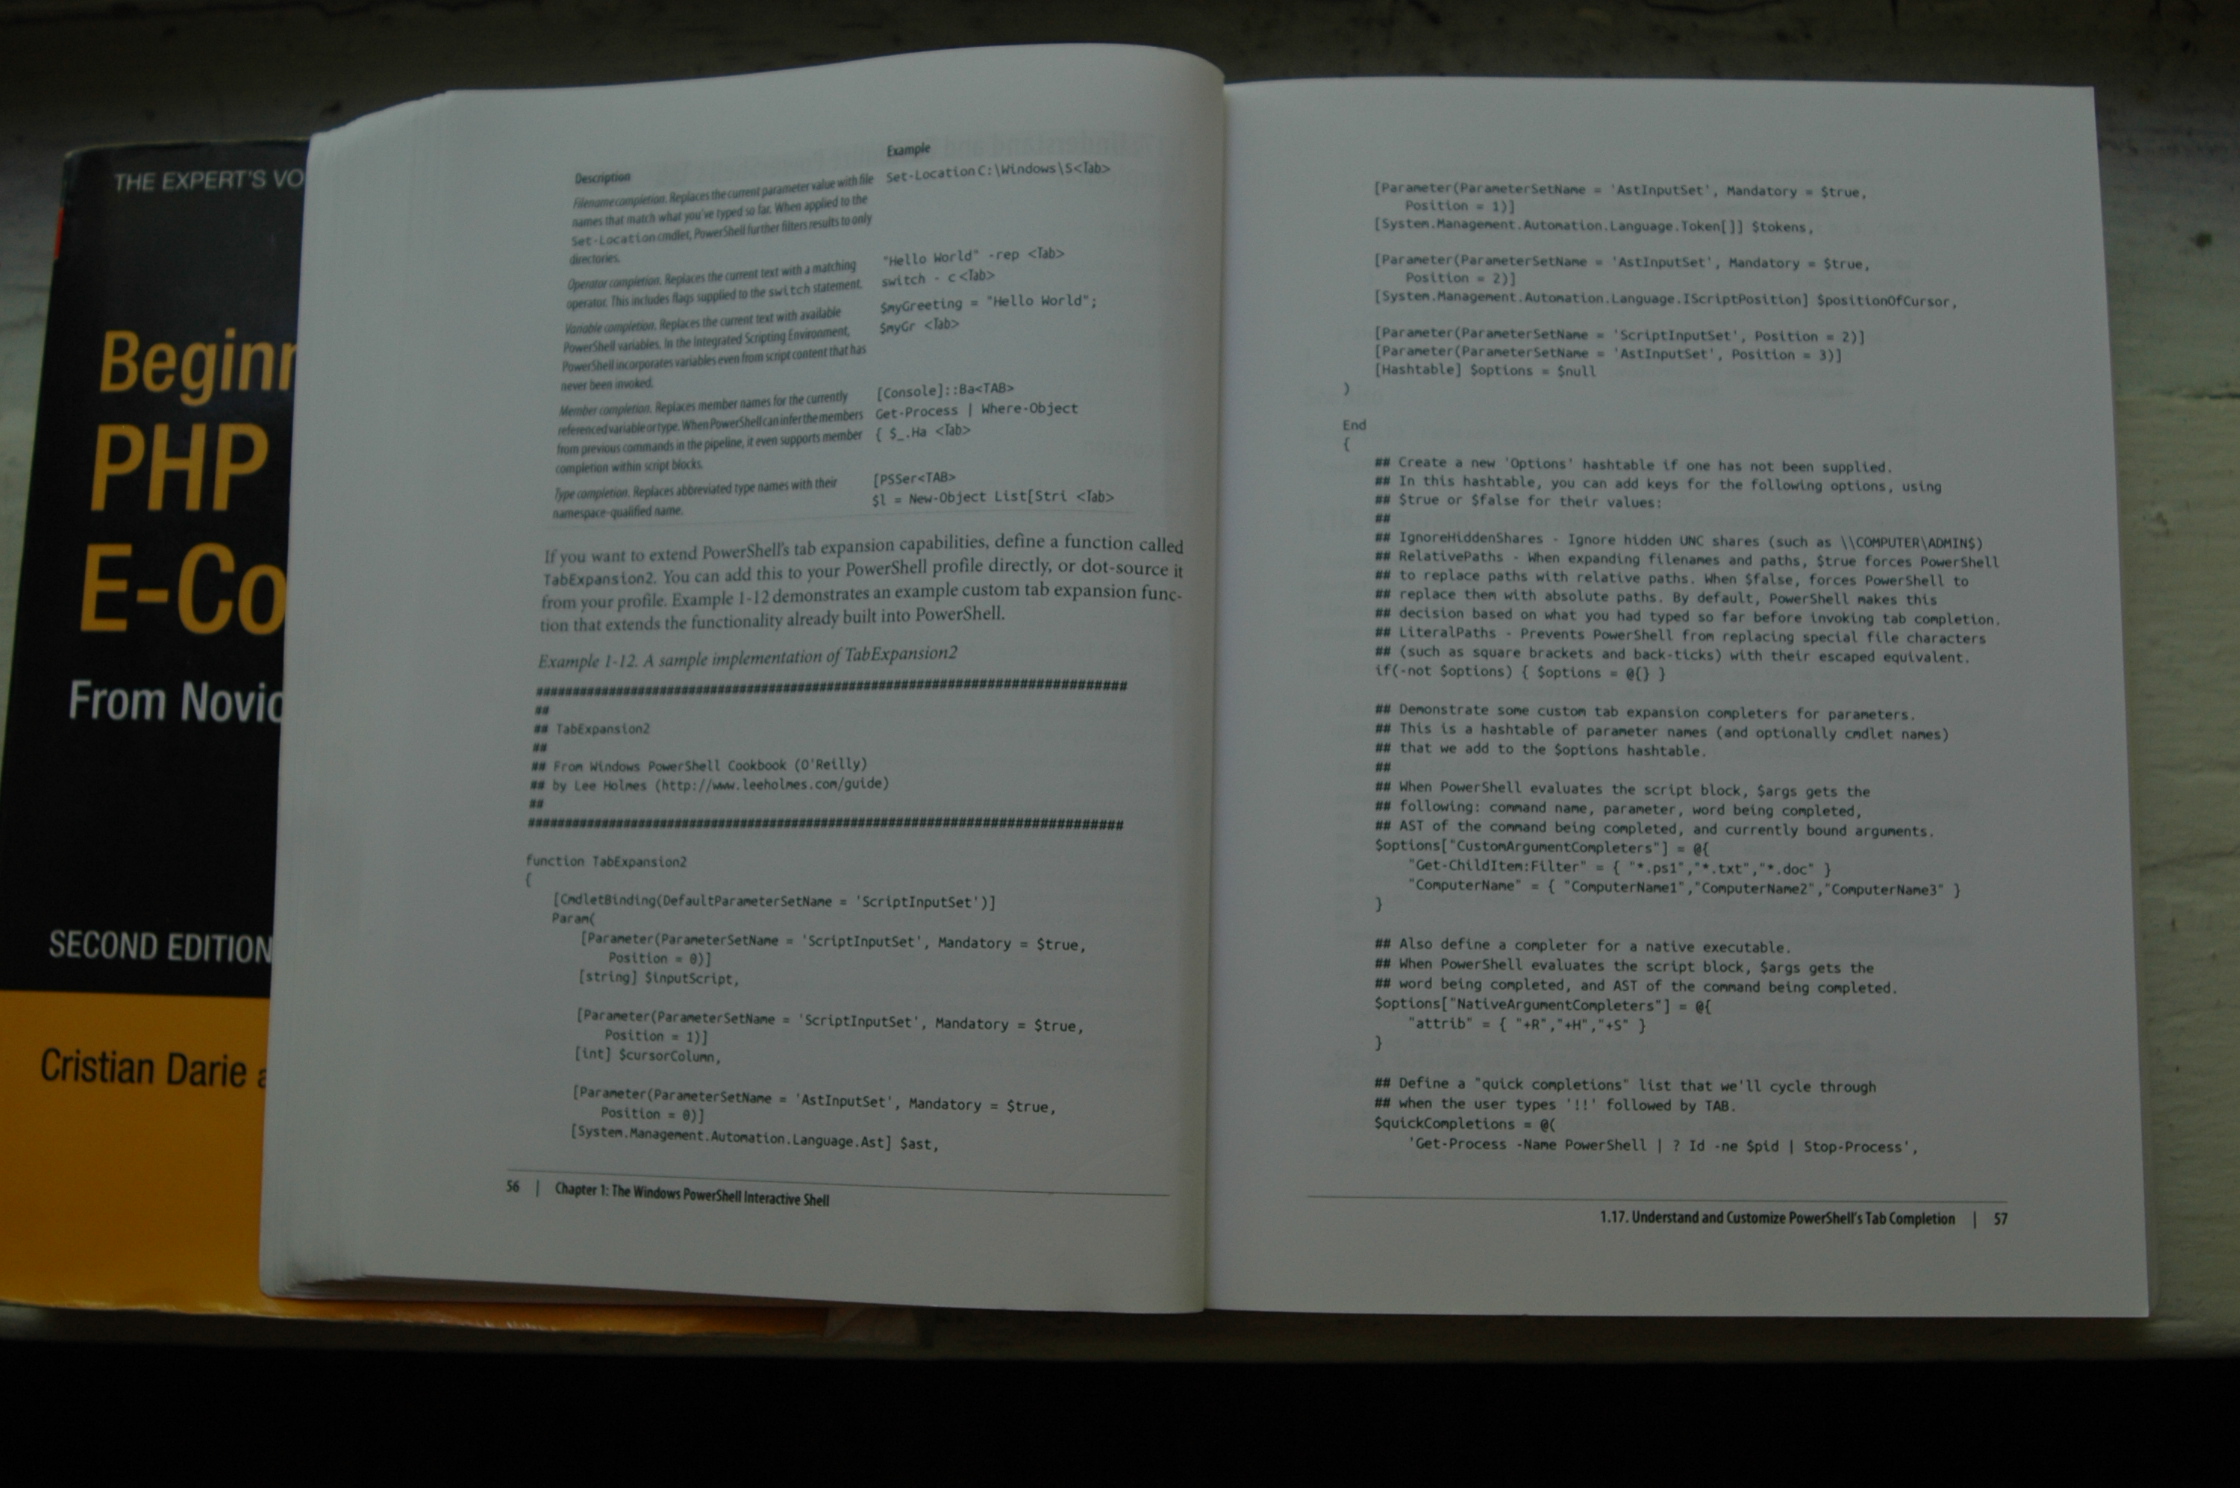 THE EXPERT'S VO
Beginn
PHP
E-Co
From Novic
SECOND EDITION
Cristian Darie a
Description
Example
Filename completion. Replaces the current parameter value with file
names that match what you've typed so far. When applied to the
Set-Location cmdlet, PowerShell further filters results to only
directories.
Set-Location C:\Windows\S<Tab>
Operator completion. Replaces the current text with a matching
operator. This includes flags supplied to the switch statement.
"Hello World" -rep <Tab>
switch - c <Tab>
Variable completion. Replaces the current text with available
PowerShell variables. In the Integrated Scripting Environment,
PowerShell incorporates variables even from script content that has
never been invoked.
$myGreeting = "Hello World";
$myGr <Tab>
Member completion. Replaces member names for the currently
referenced variable or type. When PowerShell can infer the members
from previous commands in the pipeline, it even supports member
completion within script blocks.
[Console]::Ba<TAB>
Get-Process | Where-Object
{ $_.Ha <Tab>
Type completion. Replaces abbreviated type names with their
namespace-qualified name.
[PSSer<TAB>
$l = New-Object List[Stri <Tab>
If you want to extend PowerShell's tab expansion capabilities, define a function called
TabExpansion2. You can add this to your PowerShell profile directly, or dot-source it
from your profile. Example 1-12 demonstrates an example custom tab expansion func-
tion that extends the functionality already built into PowerShell.
Example 1-12. A sample implementation of TabExpansion2
##############################################################################
##
## TabExpansion2
##
## From Windows PowerShell Cookbook (O'Reilly)
## by Lee Holmes (http://www.leeholmes.com/guide)
##
##############################################################################
function TabExpansion2
{
[CmdletBinding(DefaultParameterSetName = 'ScriptInputSet')]
Param(
[Parameter(ParameterSetName = 'ScriptInputSet', Mandatory = $true,
Position = 0)]
[string] $inputScript,
[Parameter(ParameterSetName = 'ScriptInputSet', Mandatory = $true,
Position = 1)]
[int] $cursorColumn,
[Parameter(ParameterSetName = 'AstInputSet', Mandatory = $true,
Position = 0)]
[System.Management.Automation.Language.Ast] $ast,
56 | Chapter 1: The Windows PowerShell Interactive Shell
[Parameter(ParameterSetName = 'AstInputSet', Mandatory = $true,
Position = 1)]
[System.Management.Automation.Language.Token[]] $tokens,
[Parameter(ParameterSetName = 'AstInputSet', Mandatory = $true,
Position = 2)]
[System.Management.Automation.Language.IScriptPosition] $positionOfCursor,
[Parameter(ParameterSetName = 'ScriptInputSet', Position = 2)]
[Parameter(ParameterSetName = 'AstInputSet', Position = 3)]
[Hashtable] $options = $null
)
End
{
## Create a new 'Options' hashtable if one has not been supplied.
## In this hashtable, you can add keys for the following options, using
## $true or $false for their values:
##
## IgnoreHiddenShares - Ignore hidden UNC shares (such as \\COMPUTER\ADMIN$)
## RelativePaths - When expanding filenames and paths, $true forces PowerShell
## to replace paths with relative paths. When $false, forces PowerShell to
## replace them with absolute paths. By default, PowerShell makes this
## decision based on what you had typed so far before invoking tab completion.
## LiteralPaths - Prevents PowerShell from replacing special file characters
## (such as square brackets and back-ticks) with their escaped equivalent.
if(-not $options) { $options = @{} }
## Demonstrate some custom tab expansion completers for parameters.
## This is a hashtable of parameter names (and optionally cmdlet names)
## that we add to the $options hashtable.
##
## When PowerShell evaluates the script block, $args gets the
## following: command name, parameter, word being completed,
## AST of the command being completed, and currently bound arguments.
$options["CustomArgumentCompleters"] = @{
"Get-ChildItem:Filter" = { "*.ps1","*.txt","*.doc" }
"ComputerName" = { "ComputerName1","ComputerName2","ComputerName3" }
}
## Also define a completer for a native executable.
## When PowerShell evaluates the script block, $args gets the
## word being completed, and AST of the command being completed.
$options["NativeArgumentCompleters"] = @{
"attrib" = { "+R","+H","+S" }
}
## Define a "quick completions" list that we'll cycle through
## when the user types '!!' followed by TAB.
$quickCompletions = @(
'Get-Process -Name PowerShell | ? Id -ne $pid | Stop-Process',
1.17. Understand and Customize PowerShell's Tab Completion | 57